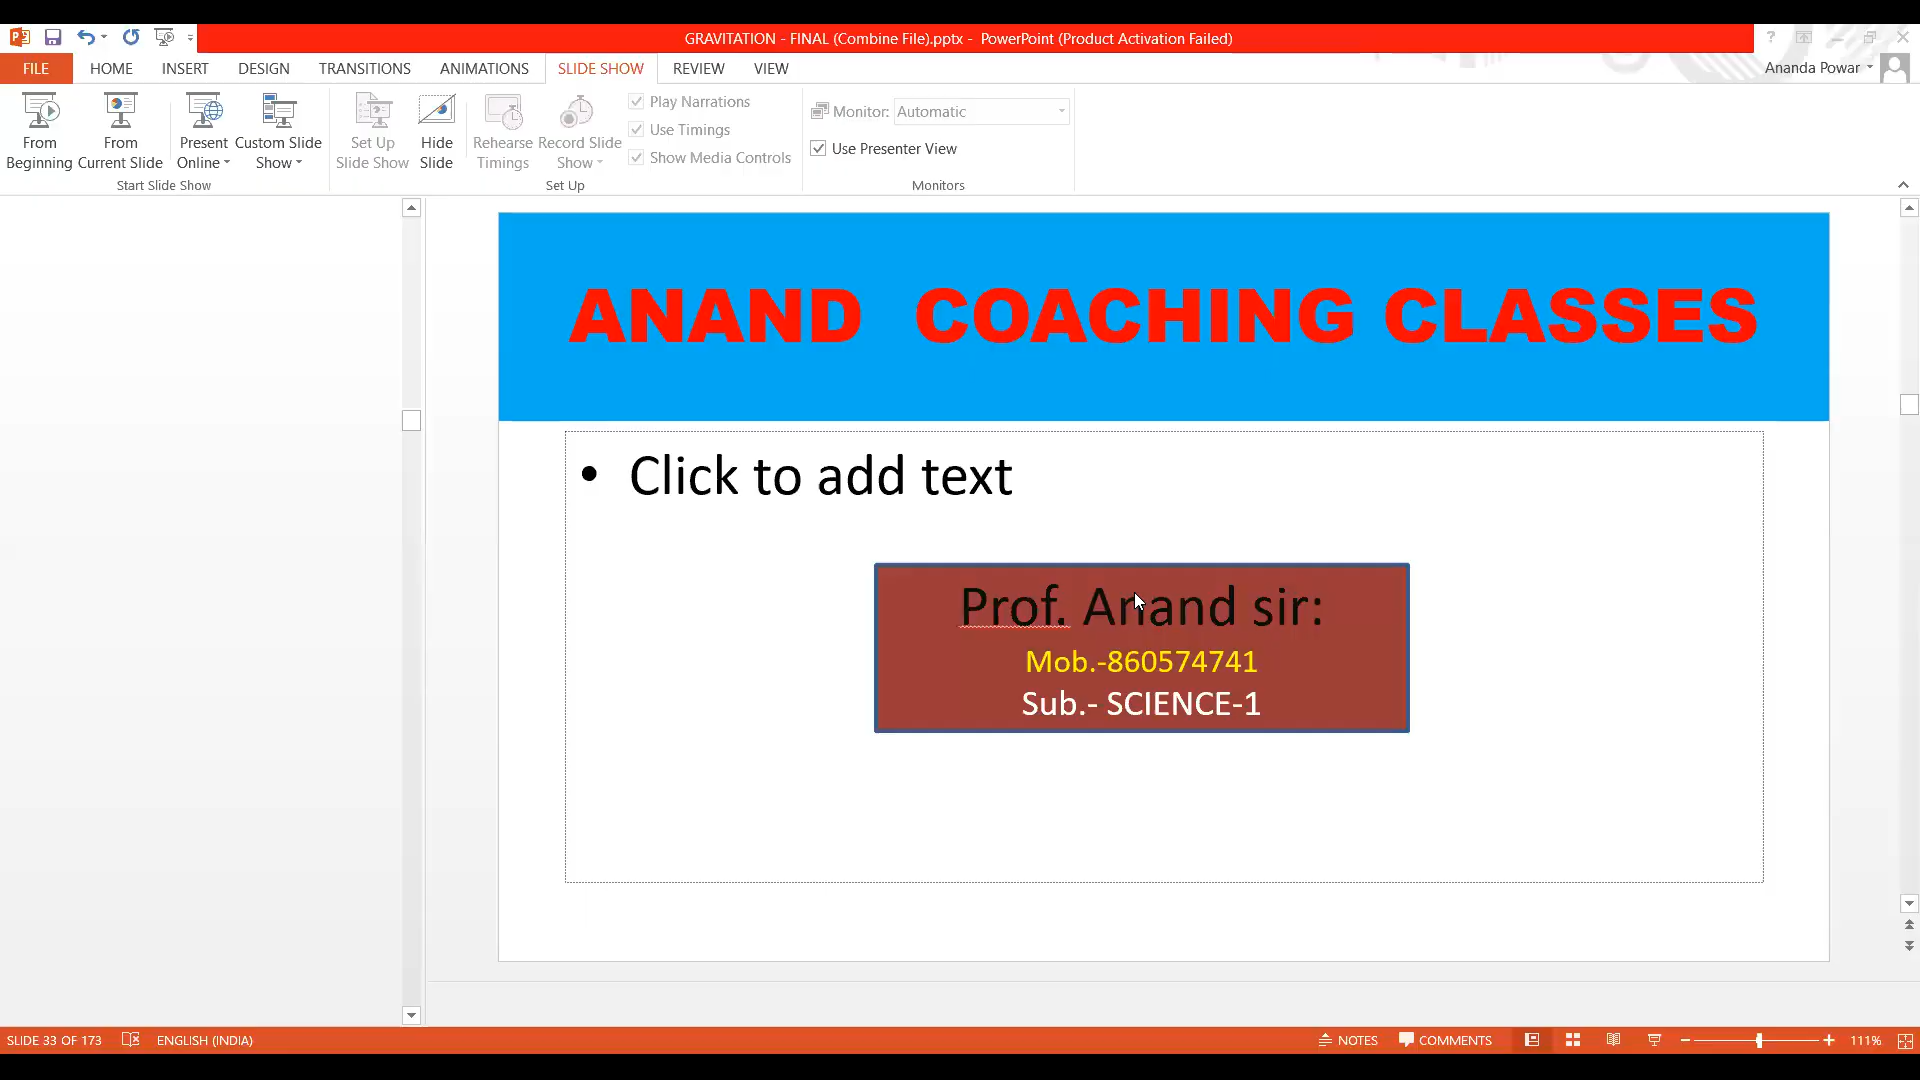 GRAVITATION - FINAL (Combine File).pptx - PowerPoint (Product Activation Failed)
FILE HOME INSERT DESIGN TRANSITIONS ANIMATIONS SLIDE SHOW REVIEW VIEW
Ananda Powar
From Beginning
From Current Slide
Present Online
Custom Slide Show
Set Up Slide Show
Hide Slide
Rehearse Timings
Record Slide Show
Play Narrations
Use Timings
Show Media Controls
Monitor: Automatic
Use Presenter View
Start Slide Show
Set Up
Monitors
ANAND COACHING CLASSES
• Click to add text
Prof. Anand sir:
Mob.-860574741
Sub.- SCIENCE-1
SLIDE 33 OF 173 ENGLISH (INDIA) NOTES COMMENTS 111%